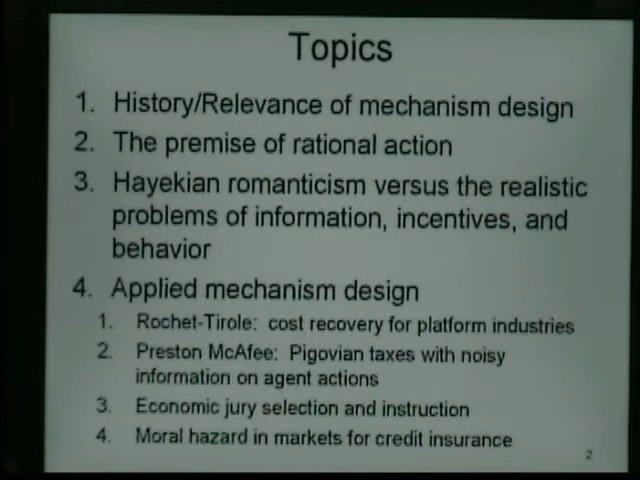 Topics
1. History/Relevance of mechanism design
2. The premise of rational action
3. Hayekian romanticism versus the realistic
problems of information, incentives, and
behavior
4. Applied mechanism design
1. Rochet-Tirole: cost recovery for platform industries
2. Preston McAfee: Pigovian taxes with noisy
information on agent actions
3. Economic jury selection and instruction
4. Moral hazard in markets for credit insurance
2